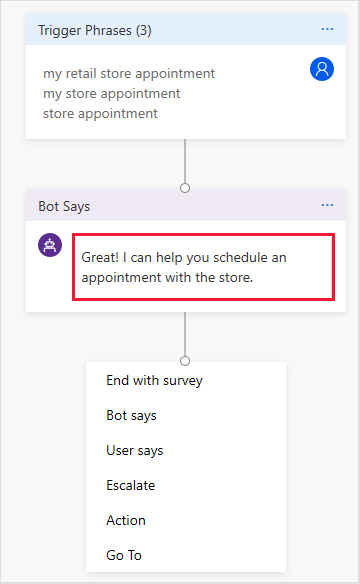 Trigger Phrases (3)
my retail store appointment
my store appointment
store appointment
Bot Says
Great! I can help you schedule an
appointment with the store.
End with survey
Bot says
User says
Escalate
Action
Go To